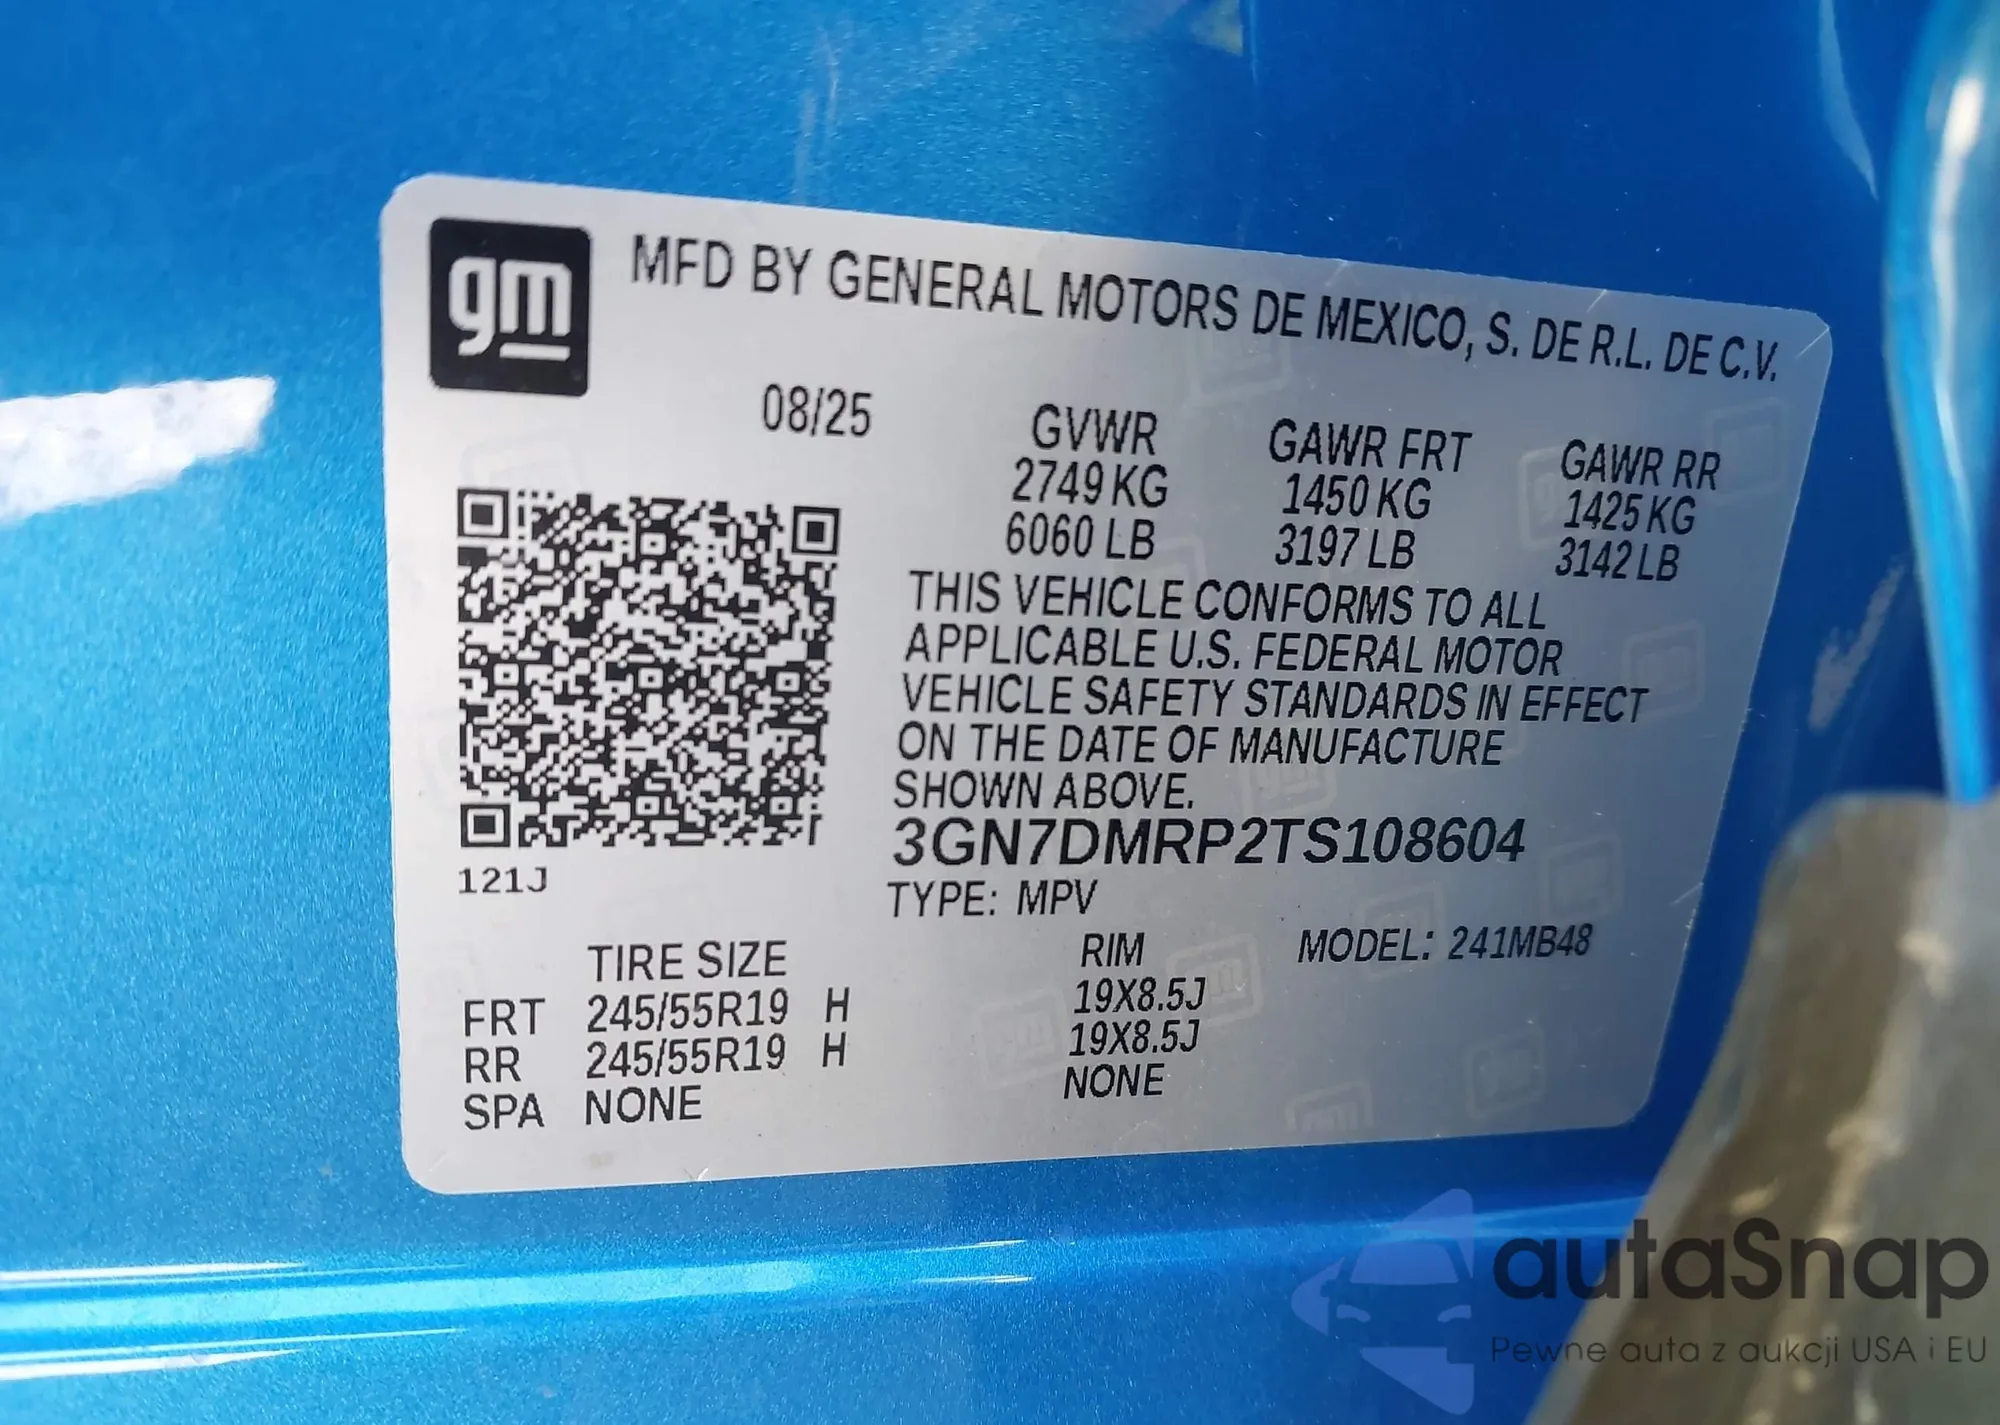 gm
MFD BY GENERAL MOTORS DE MEXICO, S. DE R.L. DE C.V.
08/25
GVWR GAWR FRT GAWR RR
2749 KG 1450 KG 1425 KG
6060 LB 3197 LB 3142 LB
THIS VEHICLE CONFORMS TO ALL
APPLICABLE U.S. FEDERAL MOTOR
VEHICLE SAFETY STANDARDS IN EFFECT
ON THE DATE OF MANUFACTURE
SHOWN ABOVE.
3GN7DMRP2TS108604
121J
TYPE: MPV
TIRE SIZE RIM MODEL: 241MB48
FRT 245/55R19 H 19X8.5J
RR 245/55R19 H 19X8.5J
SPA NONE NONE
autaSnap
Pewne auta z aukcji USA i EU